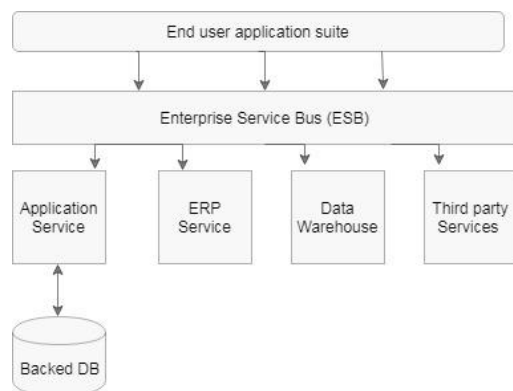 End user application suite
Enterprise Service Bus (ESB)
Application
Service
ERP
Service
Data
Warehouse
Third party
Services
Backed DB